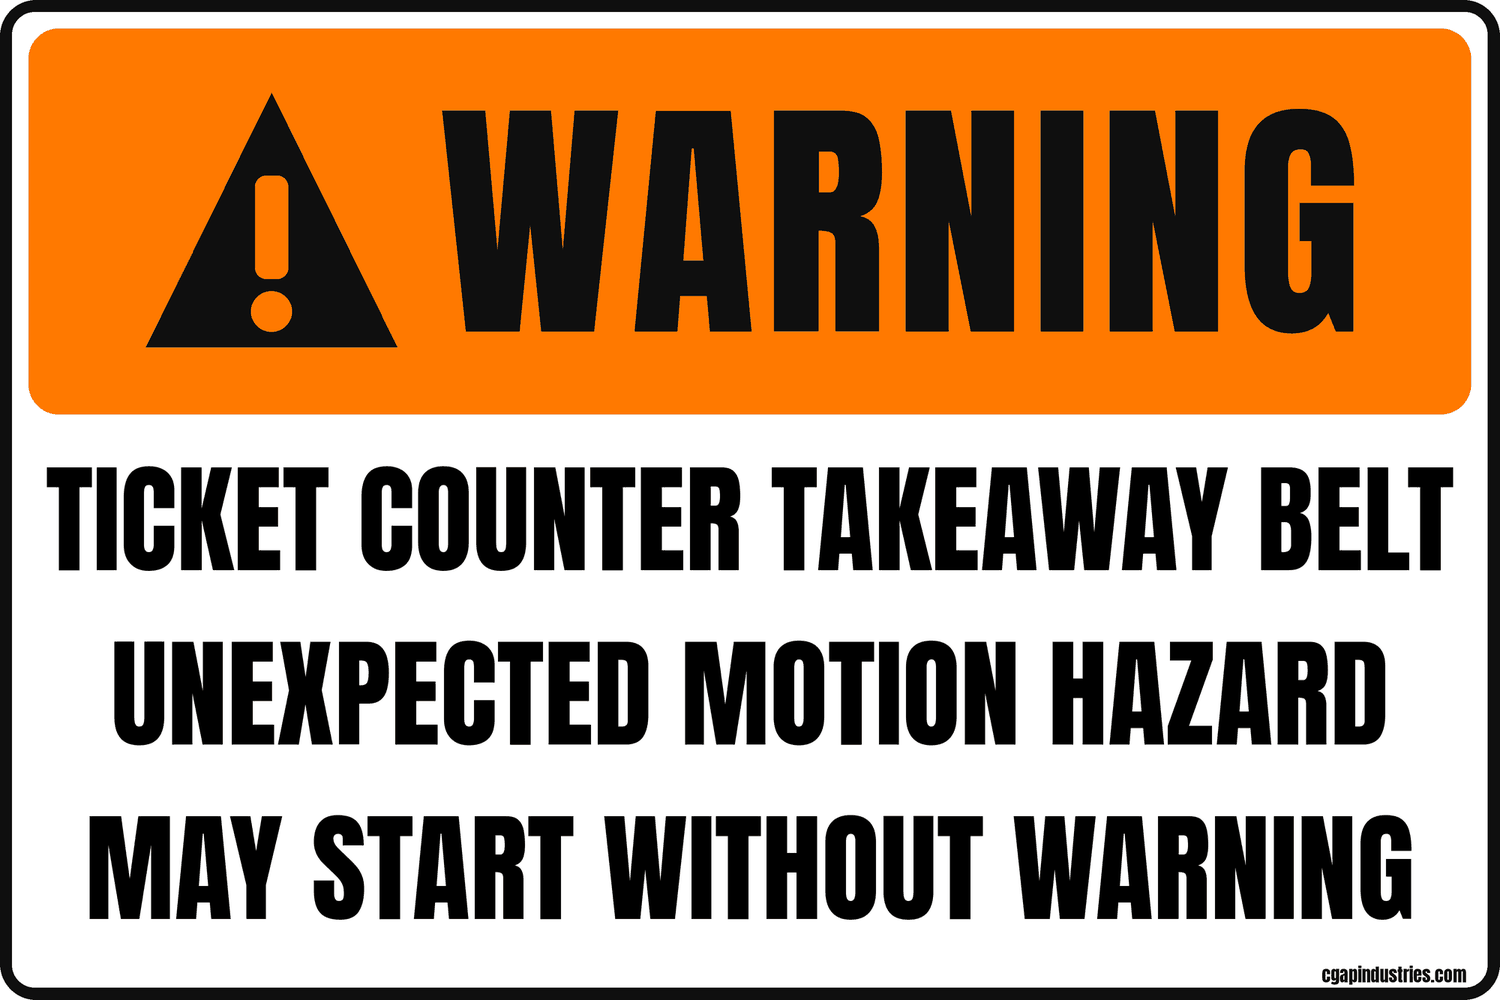 WARNING
TICKET COUNTER TAKEAWAY BELT
UNEXPECTED MOTION HAZARD
MAY START WITHOUT WARNING
cgapindustries.com